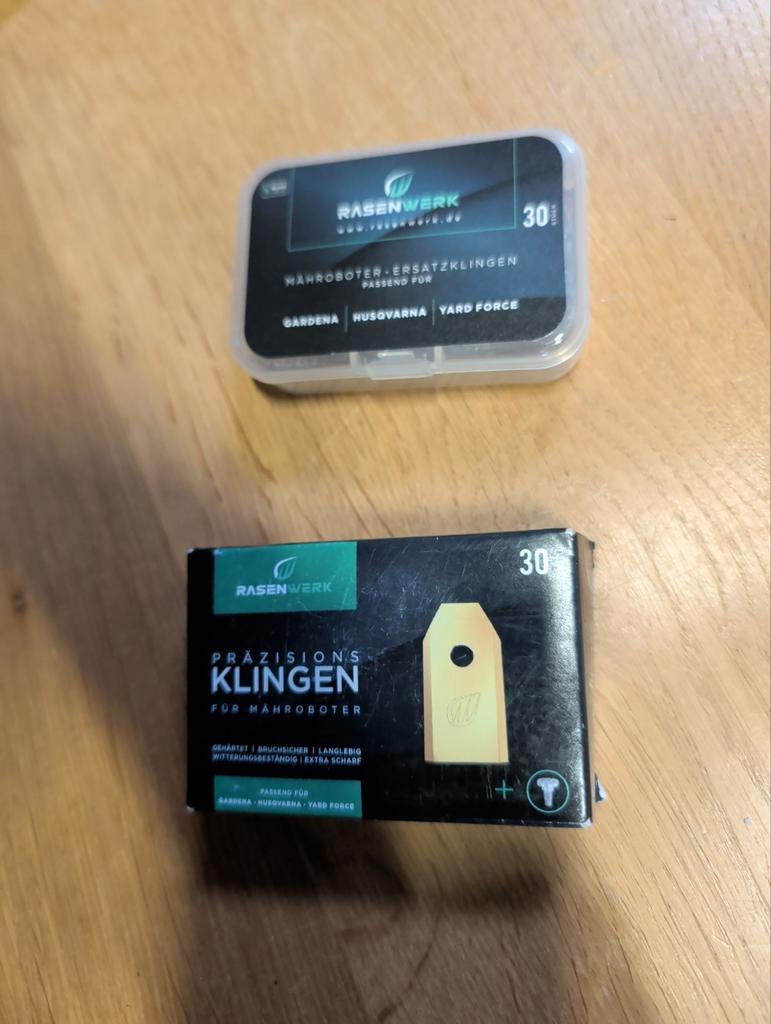 RASENWERK
30 STÜCK
MÄHROBOTER-ERSATZKLINGEN
PASSEND FÜR
GARDENA | HUSQVARNA | YARD FORCE
RASENWERK
30
PRÄZISIONS
KLINGEN
FÜR MÄHROBOTER
GEHÄRTET | BRUCHSICHER | LANGLEBIG
WITTERUNGSBESTÄNDIG | EXTRA SCHARF
+
PASSEND FÜR
GARDENA · HUSQVARNA · YARD FORCE